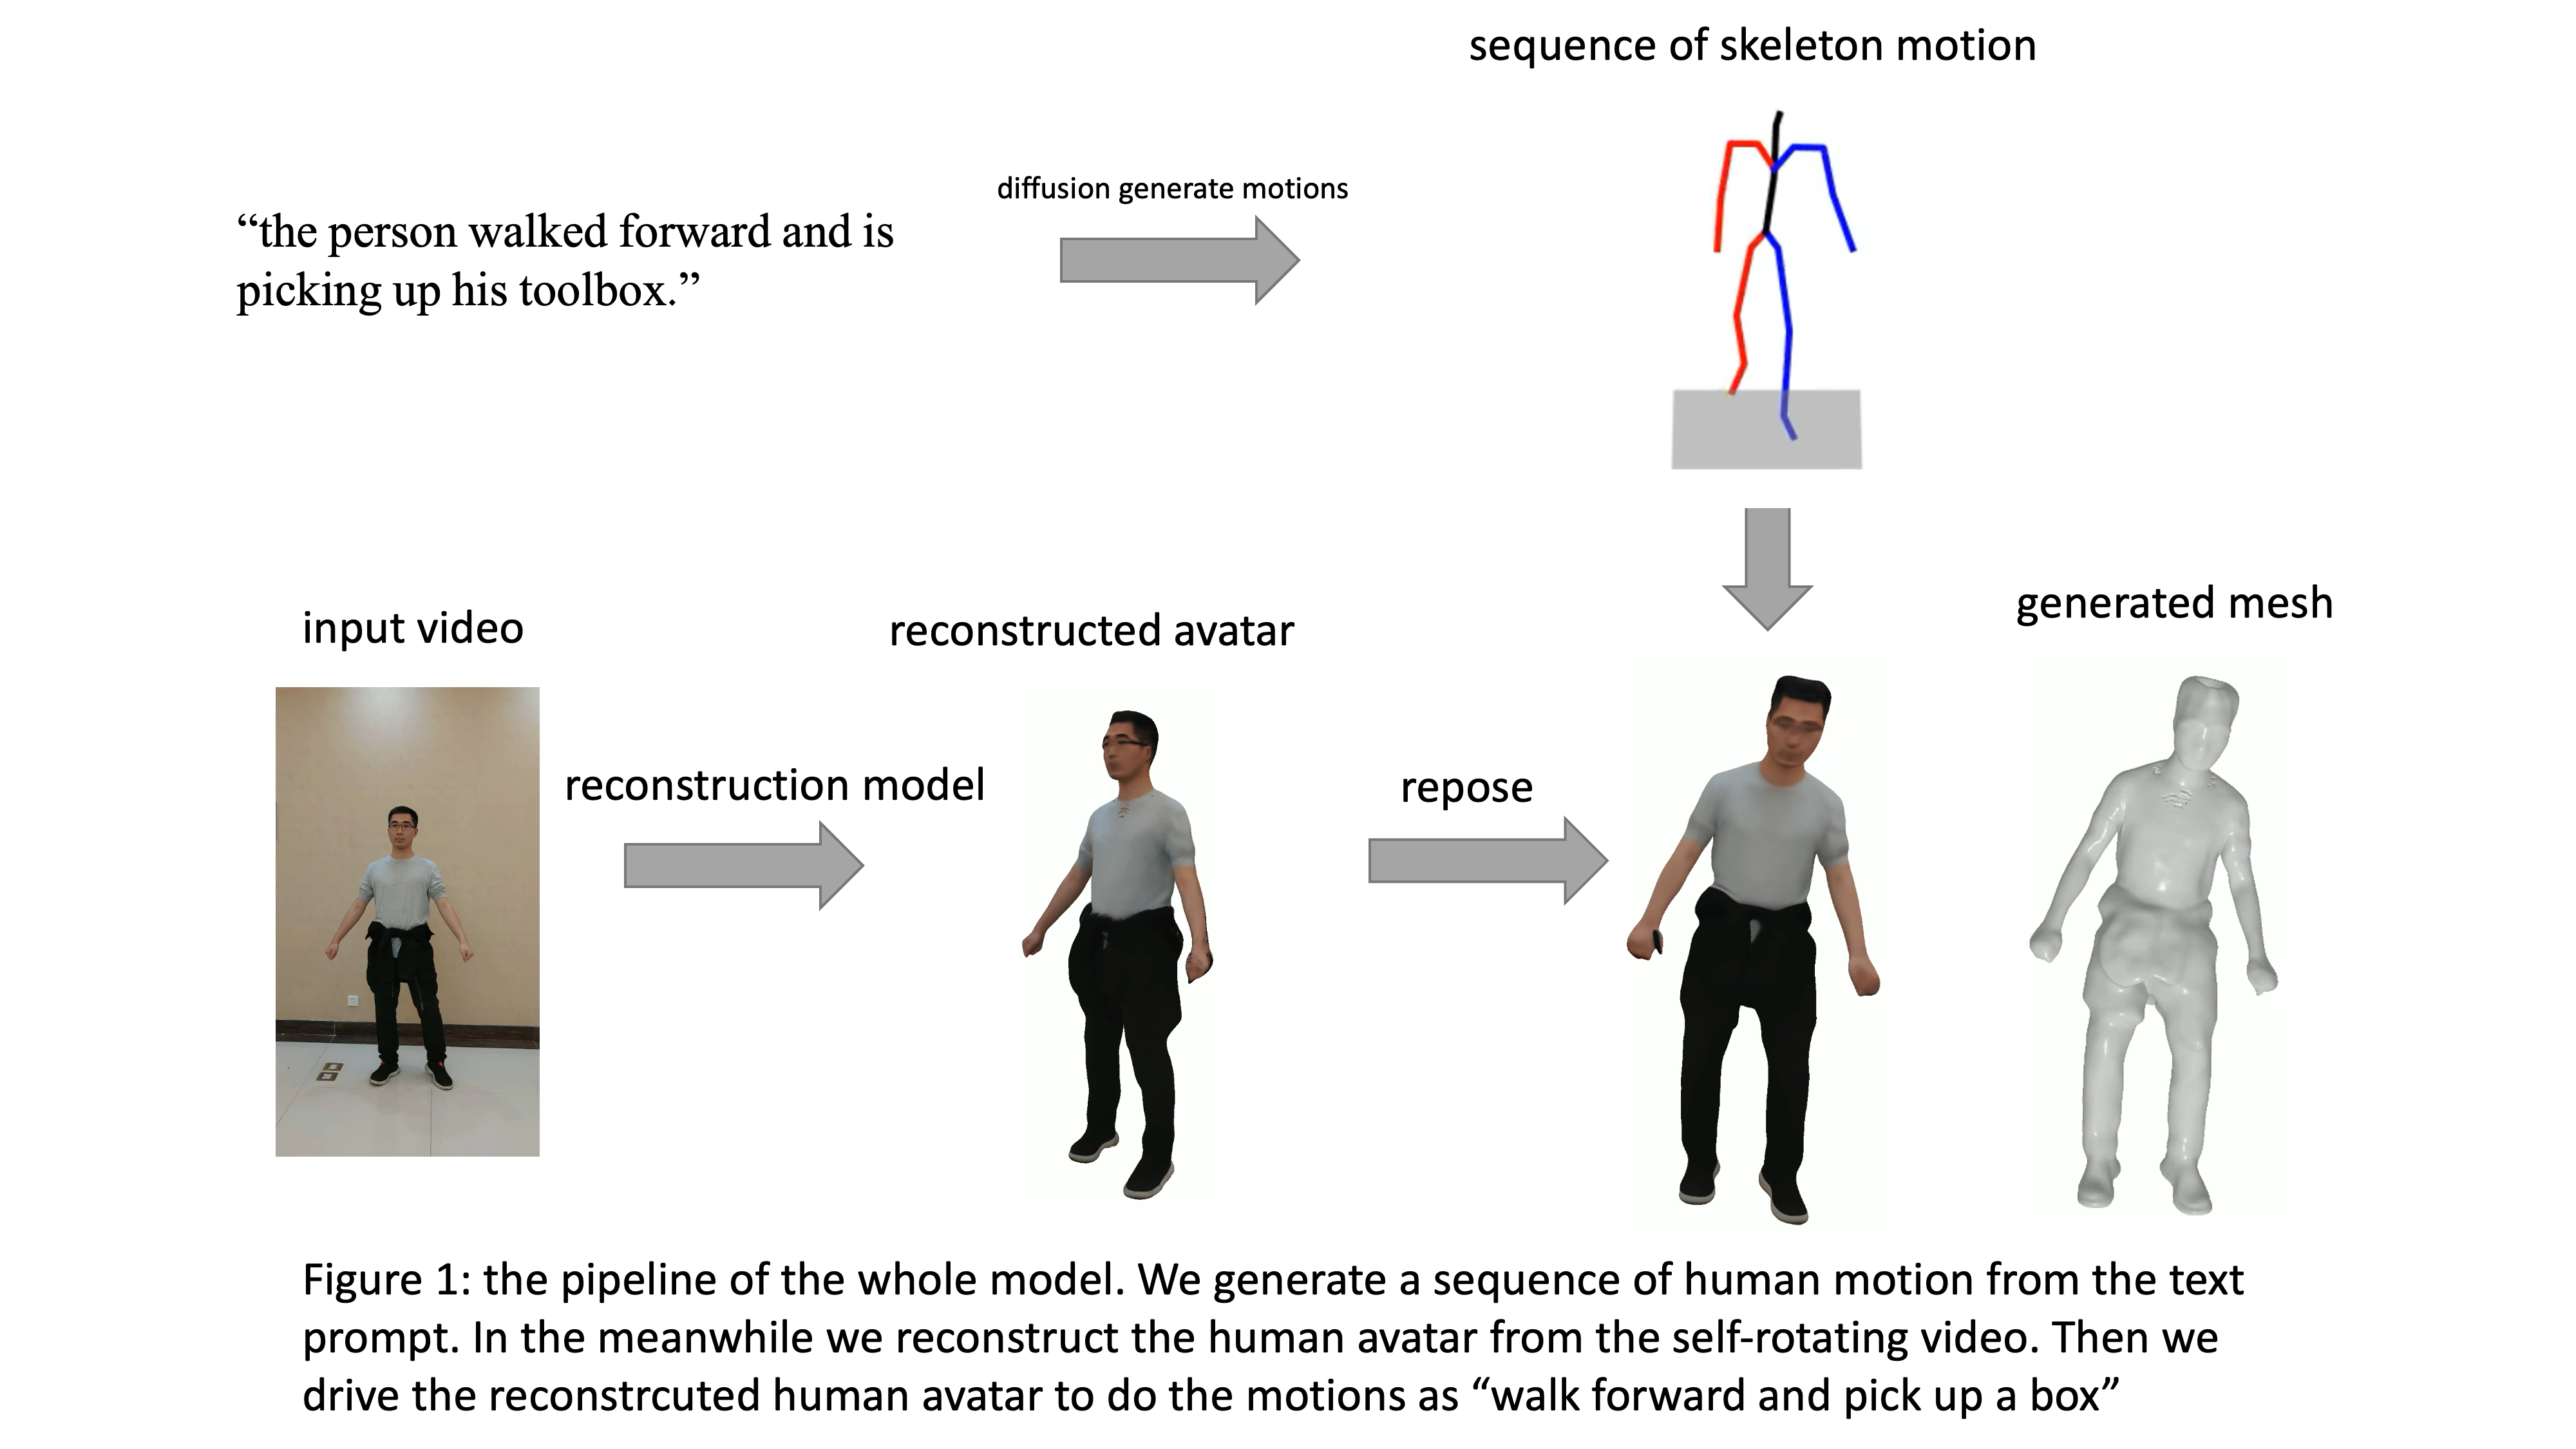 sequence of skeleton motion
diffusion generate motions
“the person walked forward and is
picking up his toolbox.”
input video
reconstructed avatar
generated mesh
reconstruction model
repose
Figure 1: the pipeline of the whole model. We generate a sequence of human motion from the text
prompt. In the meanwhile we reconstruct the human avatar from the self-rotating video. Then we
drive the reconstrcuted human avatar to do the motions as “walk forward and pick up a box”